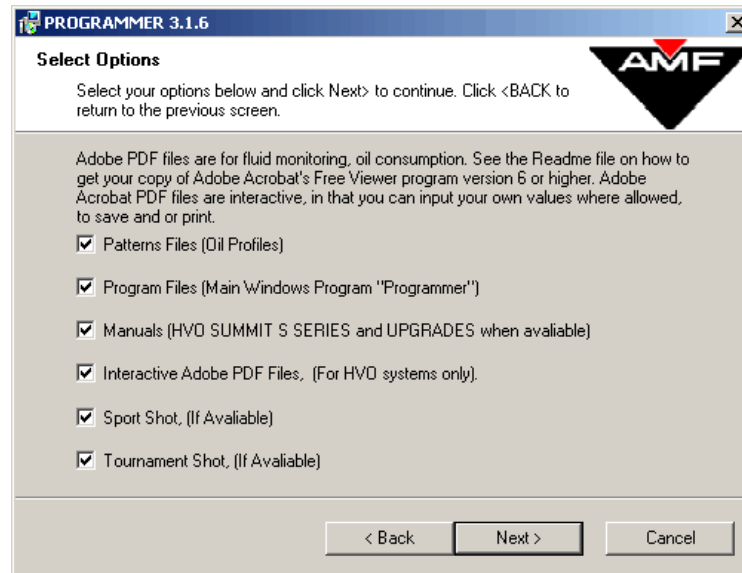 PROGRAMMER 3.1.6
Select Options
Select your options below and click Next> to continue. Click <BACK to
return to the previous screen.
AMF
Adobe PDF files are for fluid monitoring, oil consumption. See the Readme file on how to
get your copy of Adobe Acrobat's Free Viewer program version 6 or higher. Adobe
Acrobat PDF files are interactive, in that you can input your own values where allowed,
to save and or print.
Patterns Files (Oil Profiles)
Program Files (Main Windows Program "Programmer")
Manuals (HVO SUMMIT S SERIES and UPGRADES when avaliable)
Interactive Adobe PDF Files, (For HVO systems only).
Sport Shot, (If Avaliable)
Tournament Shot, (If Avaliable)
< Back
Next >
Cancel